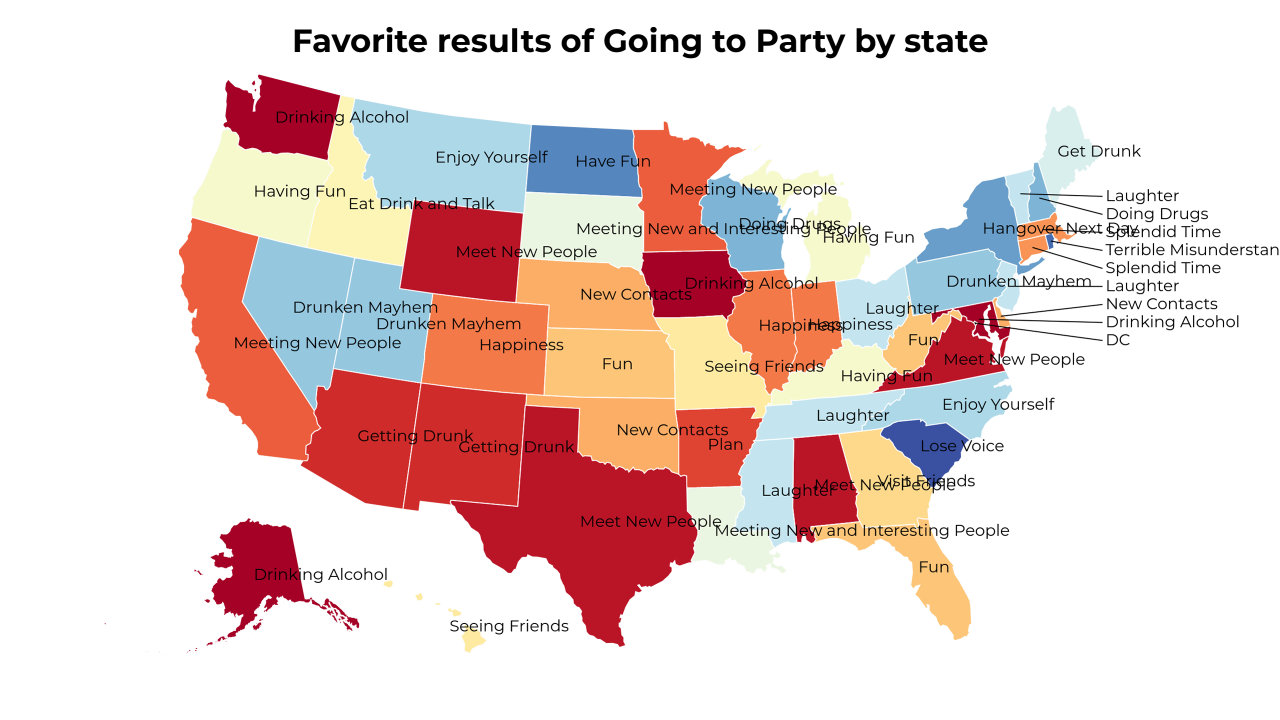 Favorite results of Going to Party by state
Drinking Alcohol
Get Drunk
Enjoy Yourself
Have Fun
Having Fun
Meeting New People
Laughter
Eat Drink and Talk
Doing Drugs
Doing Drugs
Meeting New and Interesting People
Hangover Next Day
Splendid Time
Having Fun
Meet New People
Terrible Misunderstan
Splendid Time
Drinking Alcohol
Drunken Mayhem
Laughter
New Contacts
Drunken Mayhem
Laughter
New Contacts
Drunken Mayhem
Happiness
Happiness
Drinking Alcohol
Meeting New People
Happiness
Fun
DC
Fun
Seeing Friends
Meet New People
Having Fun
Enjoy Yourself
Laughter
New Contacts
Getting Drunk
Getting Drunk
Plan
Lose Voice
Laughter
Meet New People
Visit Friends
Meet New People
Meeting New and Interesting People
Drinking Alcohol
Fun
Seeing Friends